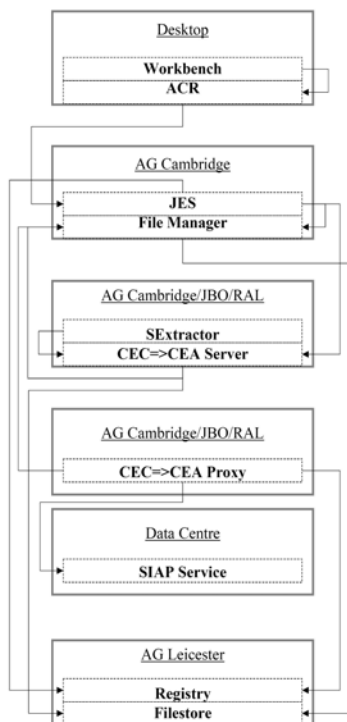 Desktop
Workbench
ACR
AG Cambridge
JES
File Manager
AG Cambridge/JBO/RAL
SExtractor
CEC=>CEA Server
AG Cambridge/JBO/RAL
CEC=>CEA Proxy
Data Centre
SIAP Service
AG Leicester
Registry
Filestore